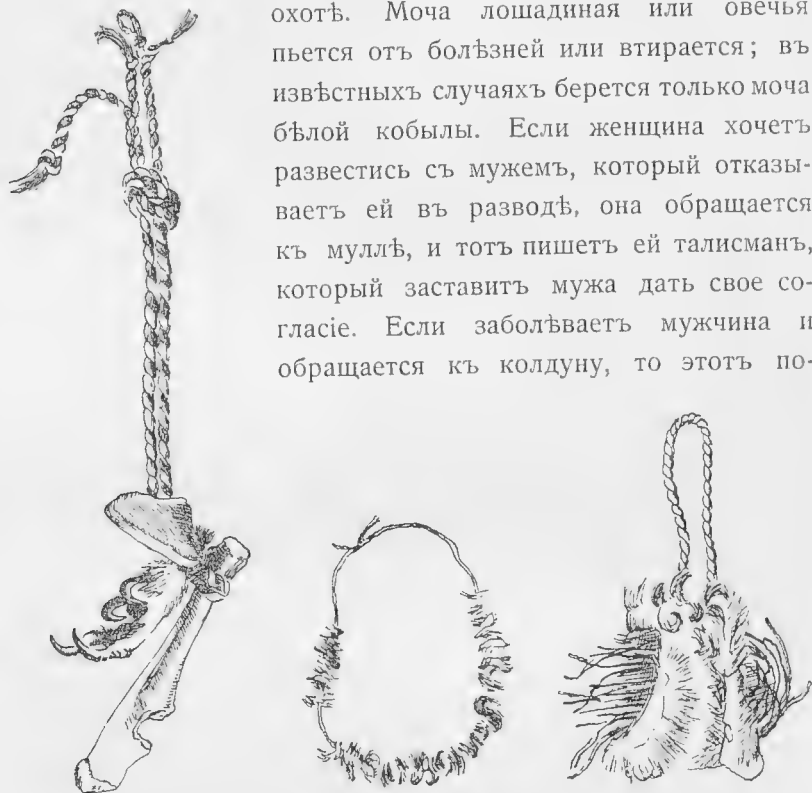 охотѣ. Моча лошадиная или овечья
пьется отъ болѣзней или втирается; въ
извѣстныхъ случаяхъ берется только моча
бѣлой кобылы. Если женщина хочетъ
развестись съ мужемъ, который отказы-
ваетъ ей въ разводѣ, она обращается
къ муллѣ, и тотъ пишетъ ей талисманъ,
который заставитъ мужа дать свое со-
гласіе. Если заболѣваетъ мужчина и
обращается къ колдуну, то этотъ по-